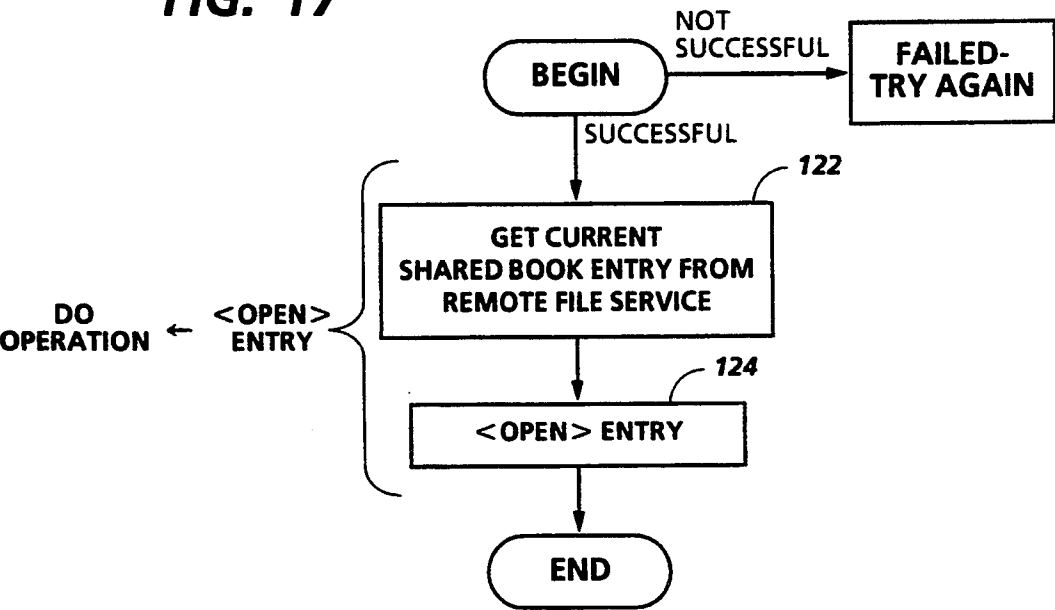 FIG. 17
NOT
SUCCESSFUL
BEGIN
FAILED-
TRY AGAIN
SUCCESSFUL
122
GET CURRENT
SHARED BOOK ENTRY FROM
REMOTE FILE SERVICE
DO
OPERATION ←
<OPEN>
ENTRY
124
<OPEN> ENTRY
END